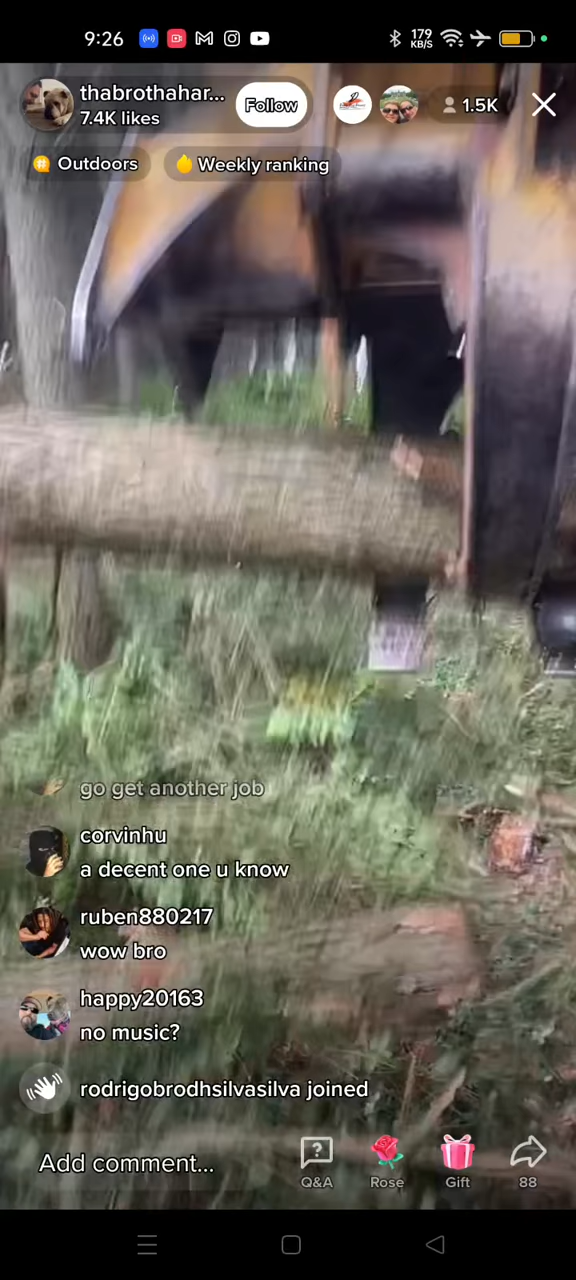 9:26
179
KB/S
thabrothahar...
7.4K likes
Follow
1.5K
Outdoors
Weekly ranking
go get another job
corvinhu
a decent one u know
ruben880217
wow bro
happy20163
no music?
rodrigobrodhsilvasilva joined
Add comment...
Q&A
Rose
Gift
88